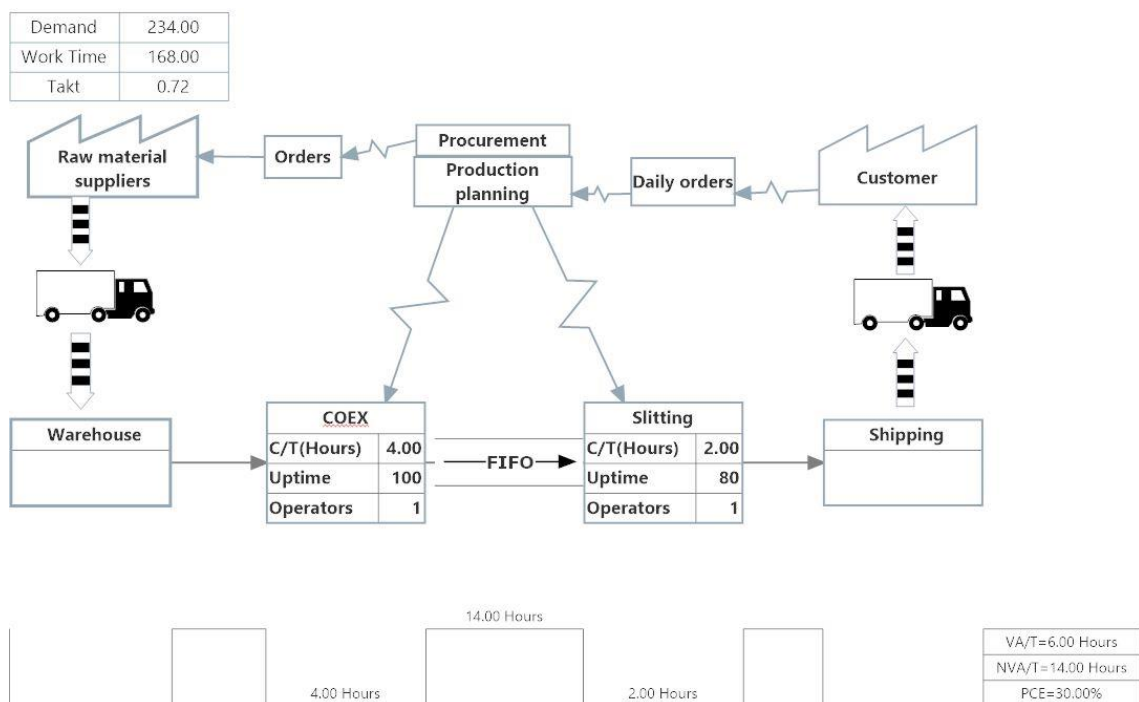 Demand 234.00
Work Time 168.00
Takt 0.72
Raw material
suppliers
Orders
Procurement
Production
planning
Daily orders
Customer
Warehouse
COEX
C/T(Hours) 4.00
Uptime 100
Operators 1
FIFO
Slitting
C/T(Hours) 2.00
Uptime 80
Operators 1
Shipping
14.00 Hours
4.00 Hours
2.00 Hours
VA/T=6.00 Hours
NVA/T=14.00 Hours
PCE=30.00%